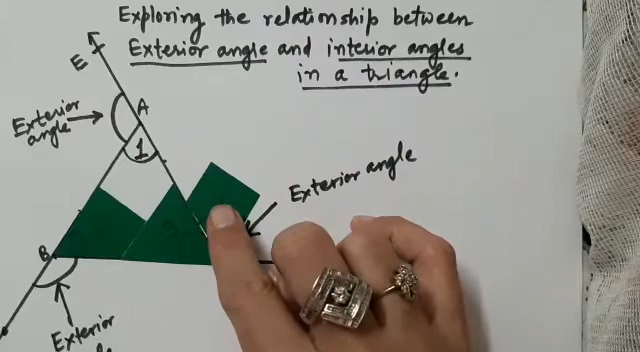 Exploring the relationship between
Exterior angle and interior angles
in a triangle.
E
A
Exterior
angle
1
Exterior angle
B
Exterior